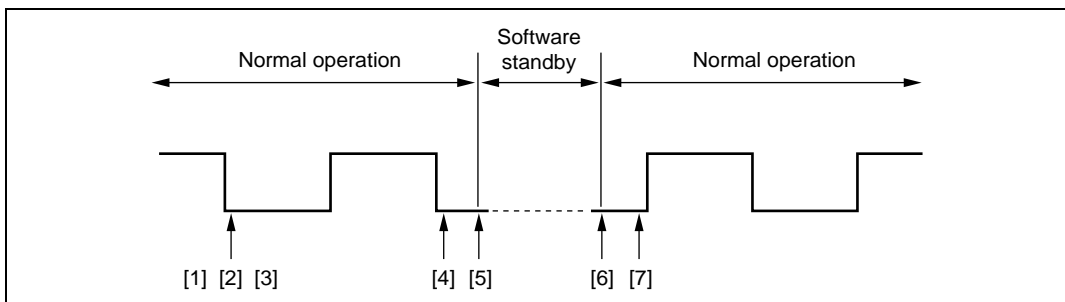 Software
standby
Normal operation
Normal operation
[1] [2] [3] [4] [5] [6] [7]